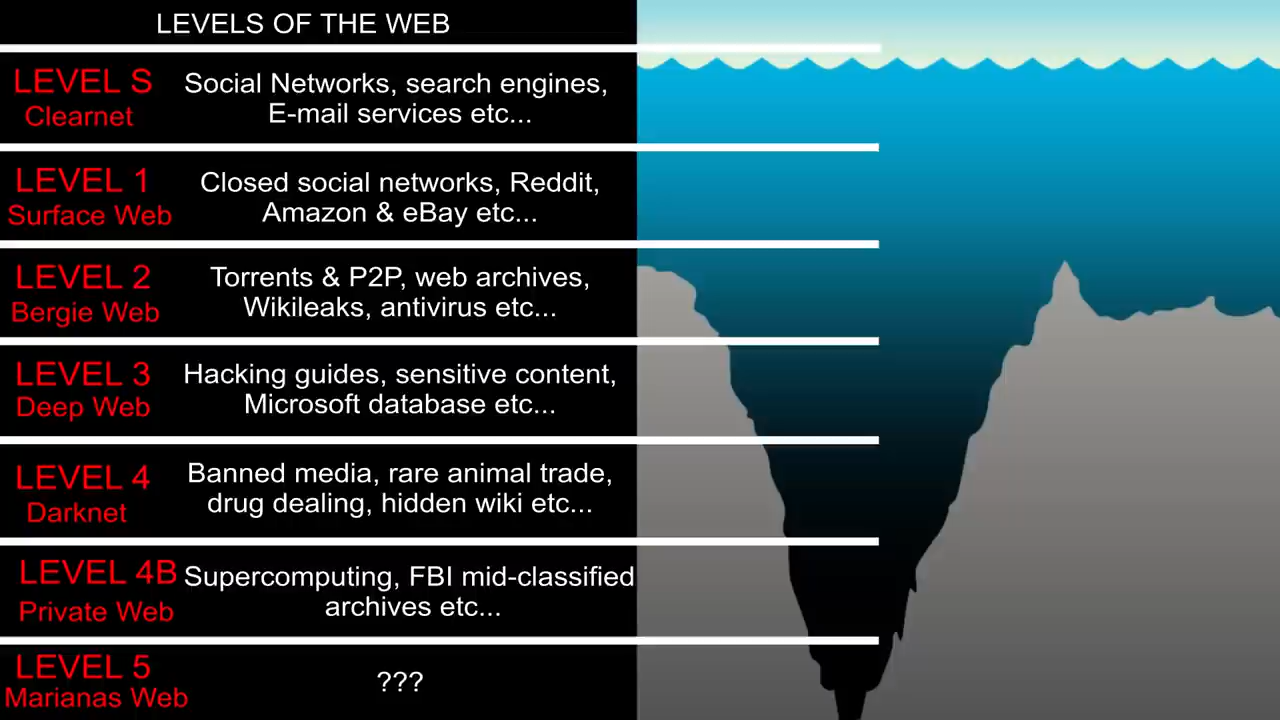 LEVELS OF THE WEB
LEVEL S
Clearnet
Social Networks, search engines,
E-mail services etc...
LEVEL 1
Surface Web
Closed social networks, Reddit,
Amazon & eBay etc...
LEVEL 2
Bergie Web
Torrents & P2P, web archives,
Wikileaks, antivirus etc...
LEVEL 3
Deep Web
Hacking guides, sensitive content,
Microsoft database etc...
LEVEL 4
Darknet
Banned media, rare animal trade,
drug dealing, hidden wiki etc...
LEVEL 4B
Private Web
Supercomputing, FBI mid-classified
archives etc...
LEVEL 5
Marianas Web
???